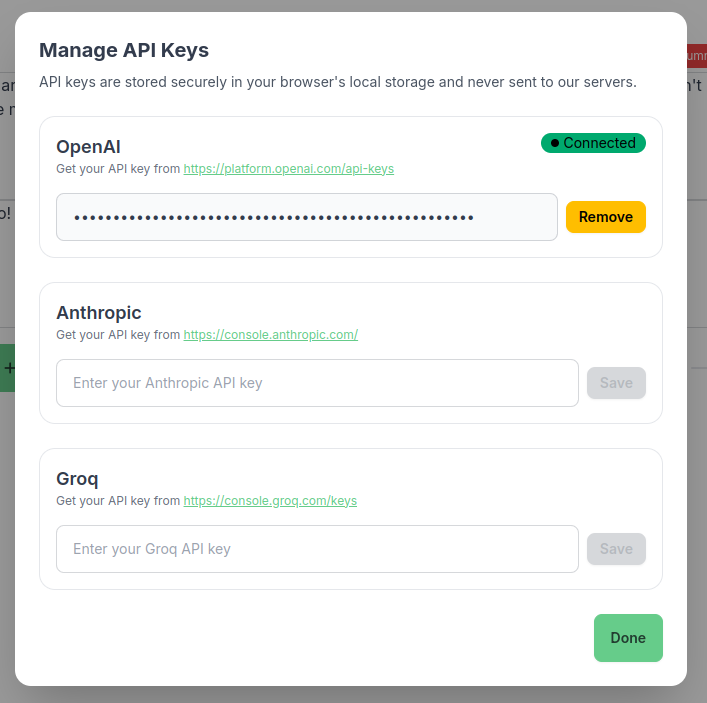 Manage API Keys
API keys are stored securely in your browser's local storage and never sent to our servers.
OpenAI
Connected
Get your API key from https://platform.openai.com/api-keys
••••••••••••••••••••••••••••••••••••••••••••••••••••
Remove
Anthropic
Get your API key from https://console.anthropic.com/
Enter your Anthropic API key
Save
Groq
Get your API key from https://console.groq.com/keys
Enter your Groq API key
Save
Done